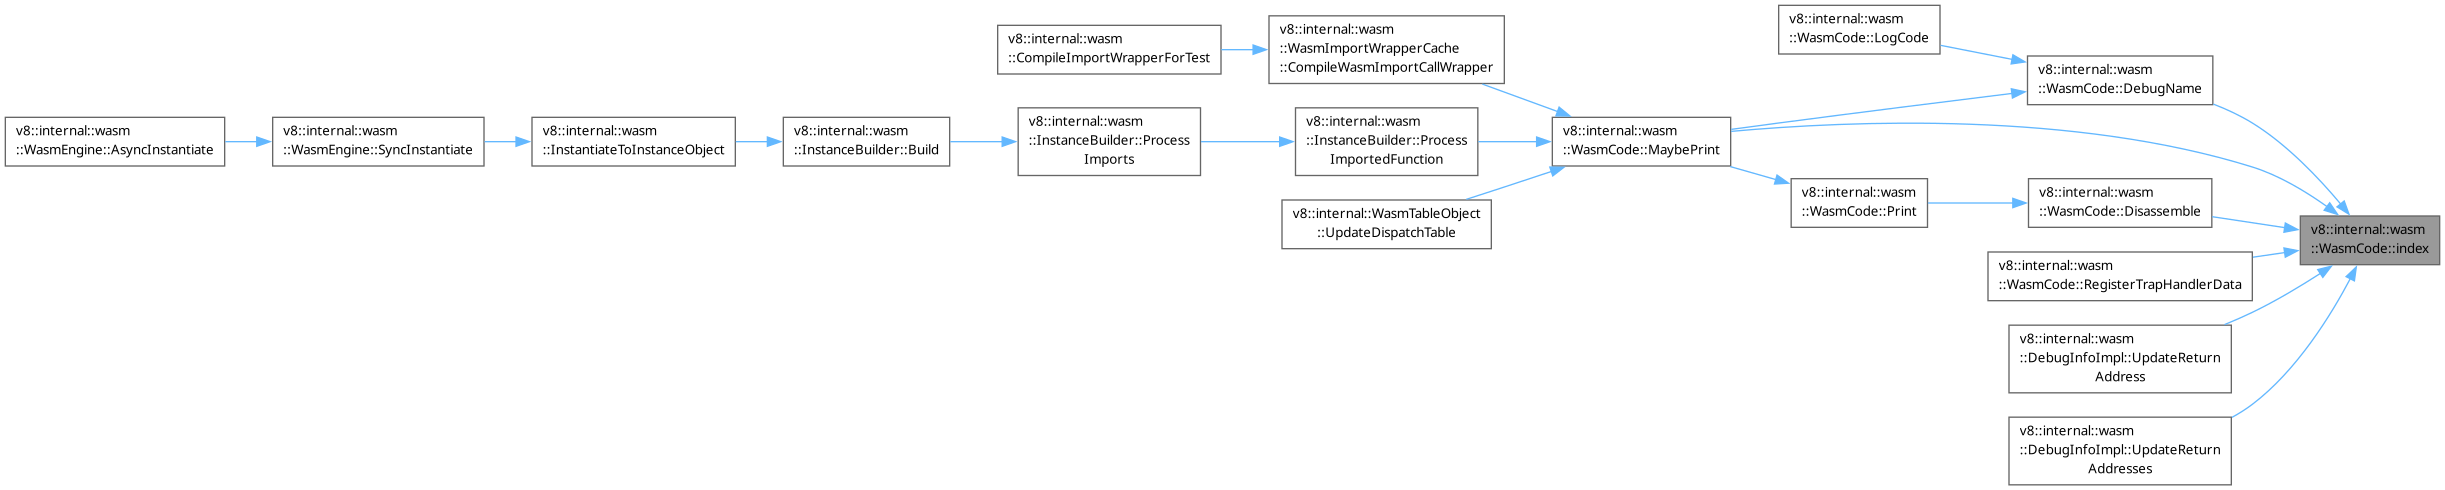 v8::internal::wasm
::WasmCode::LogCode
v8::internal::wasm
::CompileImportWrapperForTest
v8::internal::wasm
::WasmImportWrapperCache
::CompileWasmImportCallWrapper
v8::internal::wasm
::WasmCode::DebugName
v8::internal::wasm
::WasmEngine::AsyncInstantiate
v8::internal::wasm
::WasmEngine::SyncInstantiate
v8::internal::wasm
::InstantiateToInstanceObject
v8::internal::wasm
::InstanceBuilder::Build
v8::internal::wasm
::InstanceBuilder::Process
Imports
v8::internal::wasm
::InstanceBuilder::Process
ImportedFunction
v8::internal::wasm
::WasmCode::MaybePrint
v8::internal::wasm
::WasmCode::Print
v8::internal::wasm
::WasmCode::Disassemble
v8::internal::WasmTableObject
::UpdateDispatchTable
v8::internal::wasm
::WasmCode::index
v8::internal::wasm
::WasmCode::RegisterTrapHandlerData
v8::internal::wasm
::DebugInfoImpl::UpdateReturn
Address
v8::internal::wasm
::DebugInfoImpl::UpdateReturn
Addresses